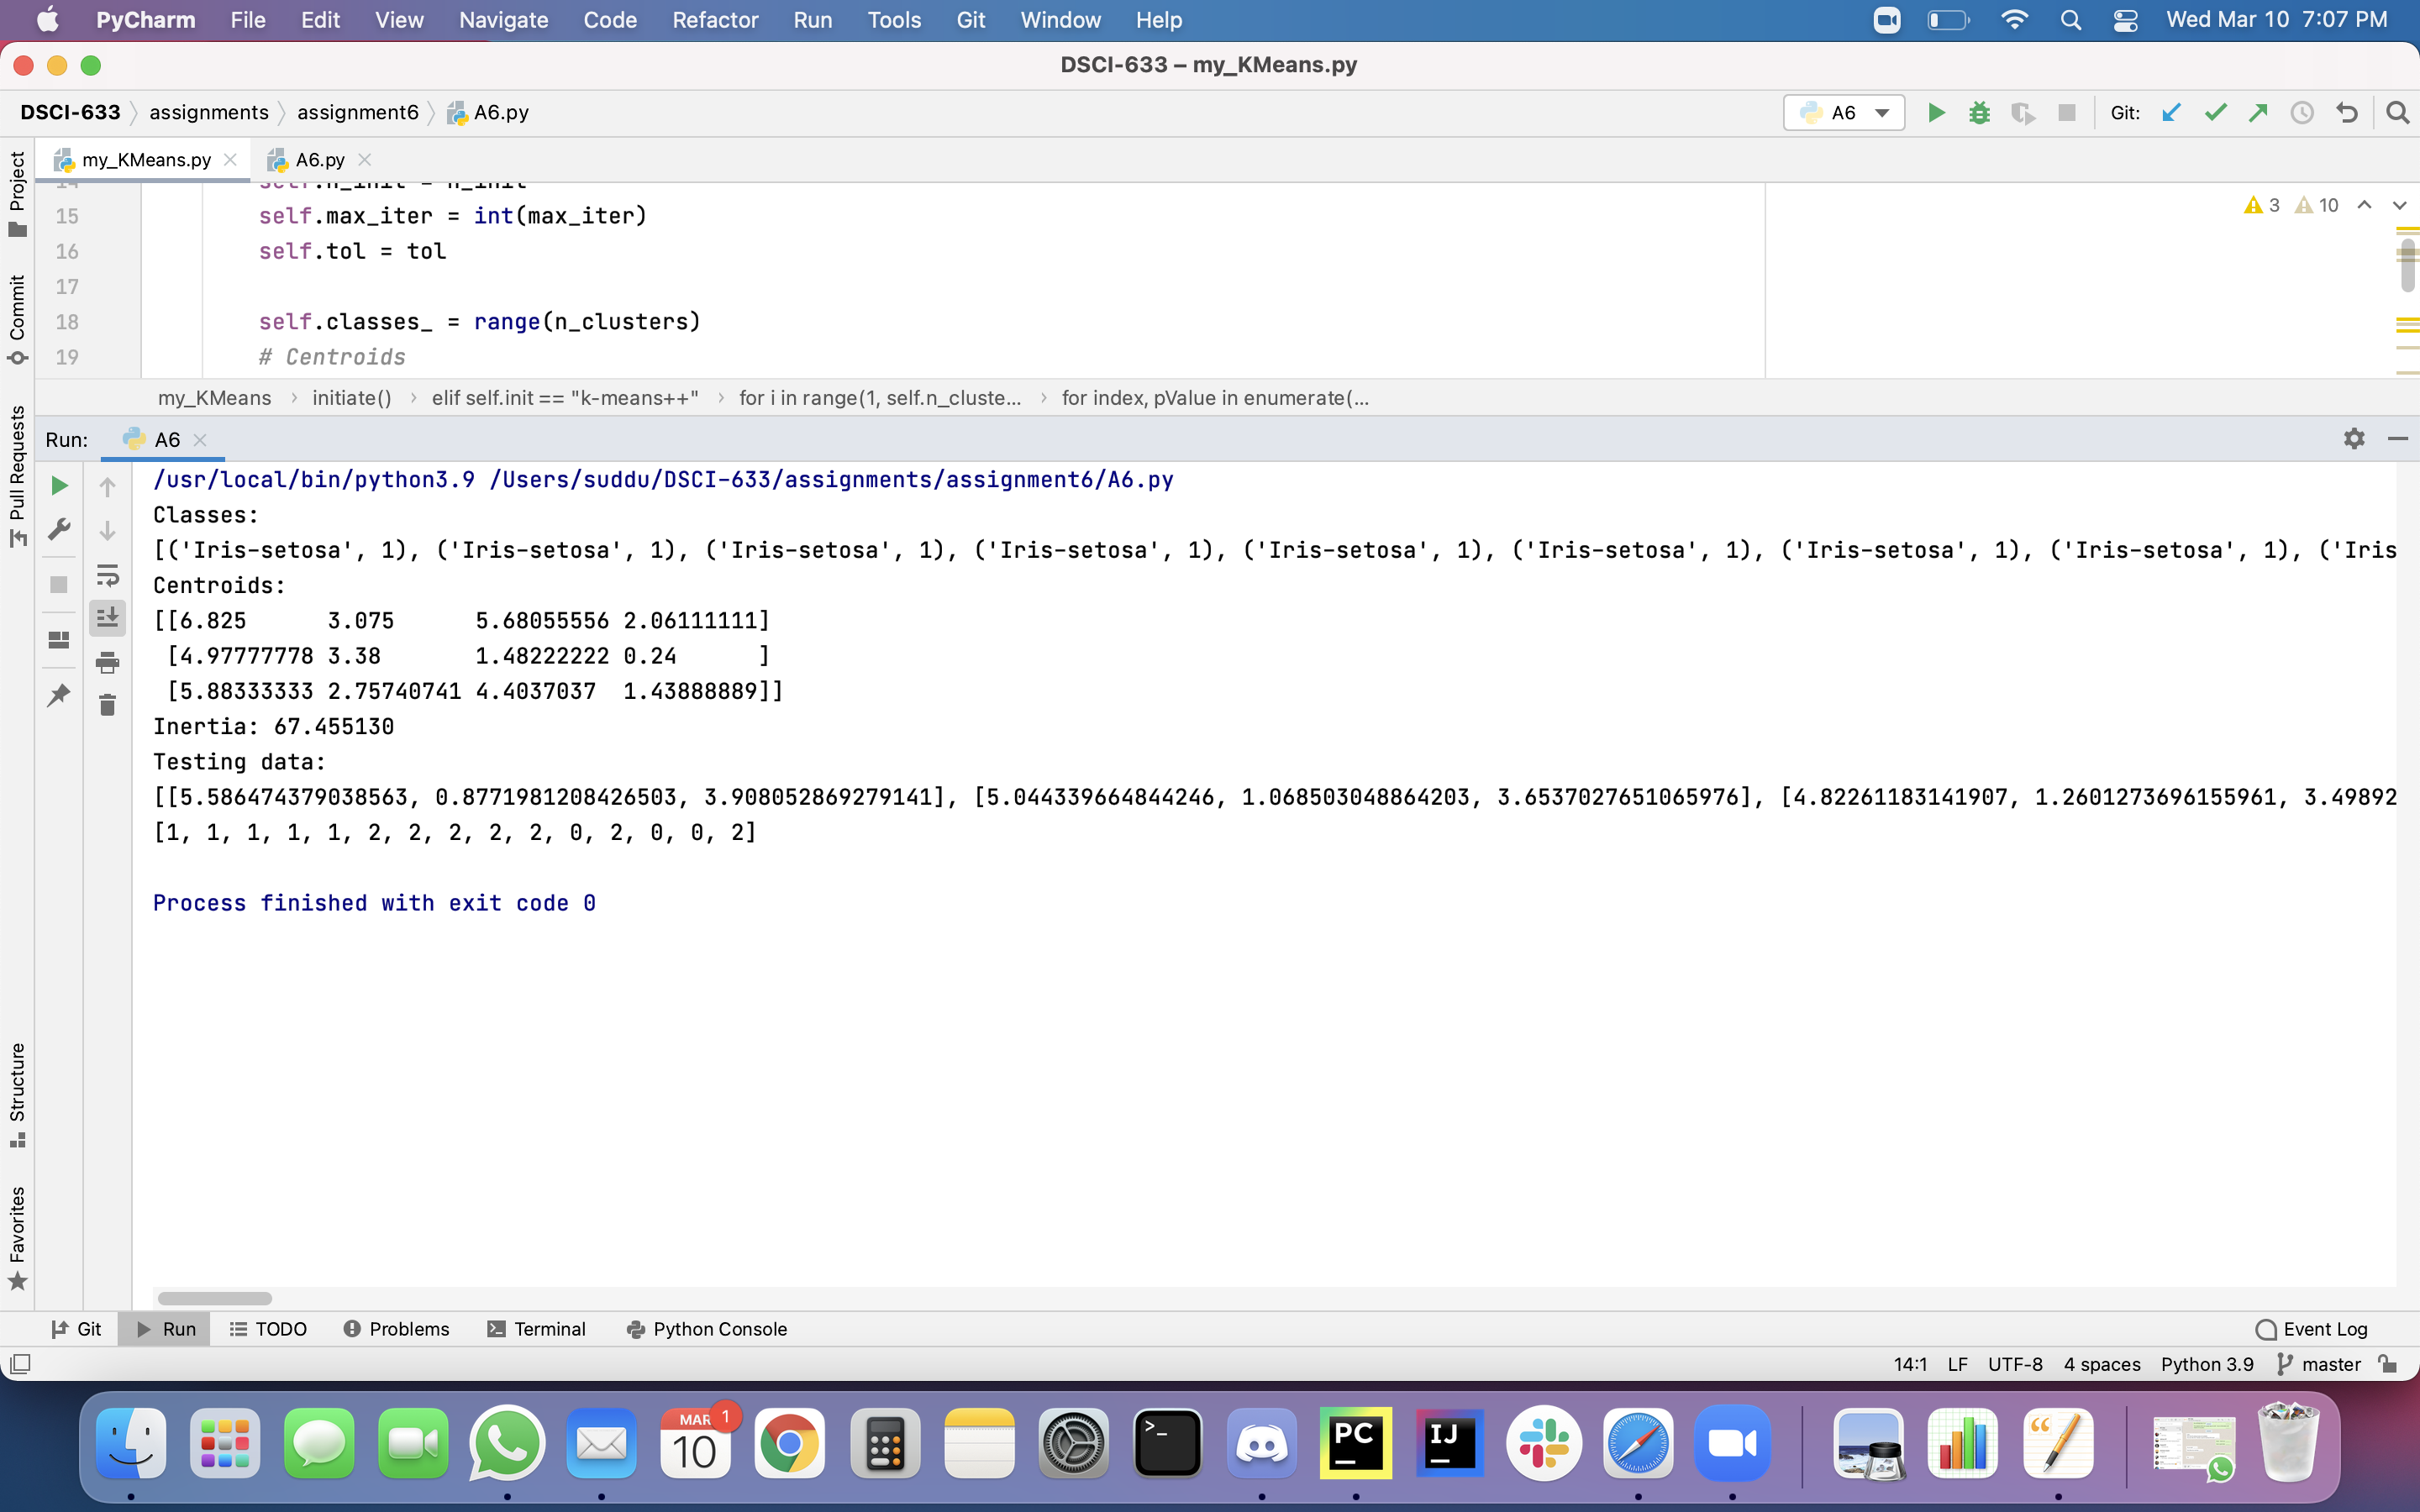 PyCharm File Edit View Navigate Code Refactor Run Tools Git Window Help Wed Mar 10 7:07 PM
DSCI-633 – my_KMeans.py
DSCI-633 assignments assignment6 A6.py A6 Git:
my_KMeans.py A6.py
Project
Commit
Pull Requests
Structure
Favorites
14 self.n_init = n_init
15 self.max_iter = int(max_iter)
3 10
16 self.tol = tol
17
18 self.classes_ = range(n_clusters)
19 # Centroids
my_KMeans › initiate() › elif self.init == "k-means++" › for i in range(1, self.n_cluste... › for index, pValue in enumerate(...
Run: A6
/usr/local/bin/python3.9 /Users/suddu/DSCI-633/assignments/assignment6/A6.py
Classes:
[('Iris-setosa', 1), ('Iris-setosa', 1), ('Iris-setosa', 1), ('Iris-setosa', 1), ('Iris-setosa', 1), ('Iris-setosa', 1), ('Iris-setosa', 1), ('Iris-setosa', 1), ('Iris
Centroids:
[[6.825      3.075      5.68055556 2.06111111]
 [4.97777778 3.38       1.48222222 0.24      ]
 [5.88333333 2.75740741 4.4037037  1.43888889]]
Inertia: 67.455130
Testing data:
[[5.586474379038563, 0.8771981208426503, 3.908052869279141], [5.044339664844246, 1.068503048864203, 3.6537027651065976], [4.82261183141907, 1.2601273696155961, 3.49892
[1, 1, 1, 1, 1, 2, 2, 2, 2, 2, 0, 2, 0, 0, 2]
Process finished with exit code 0
Git Run TODO Problems Terminal Python Console Event Log
14:1 LF UTF-8 4 spaces Python 3.9 master
MAR 1
10
>_
PC
IJ